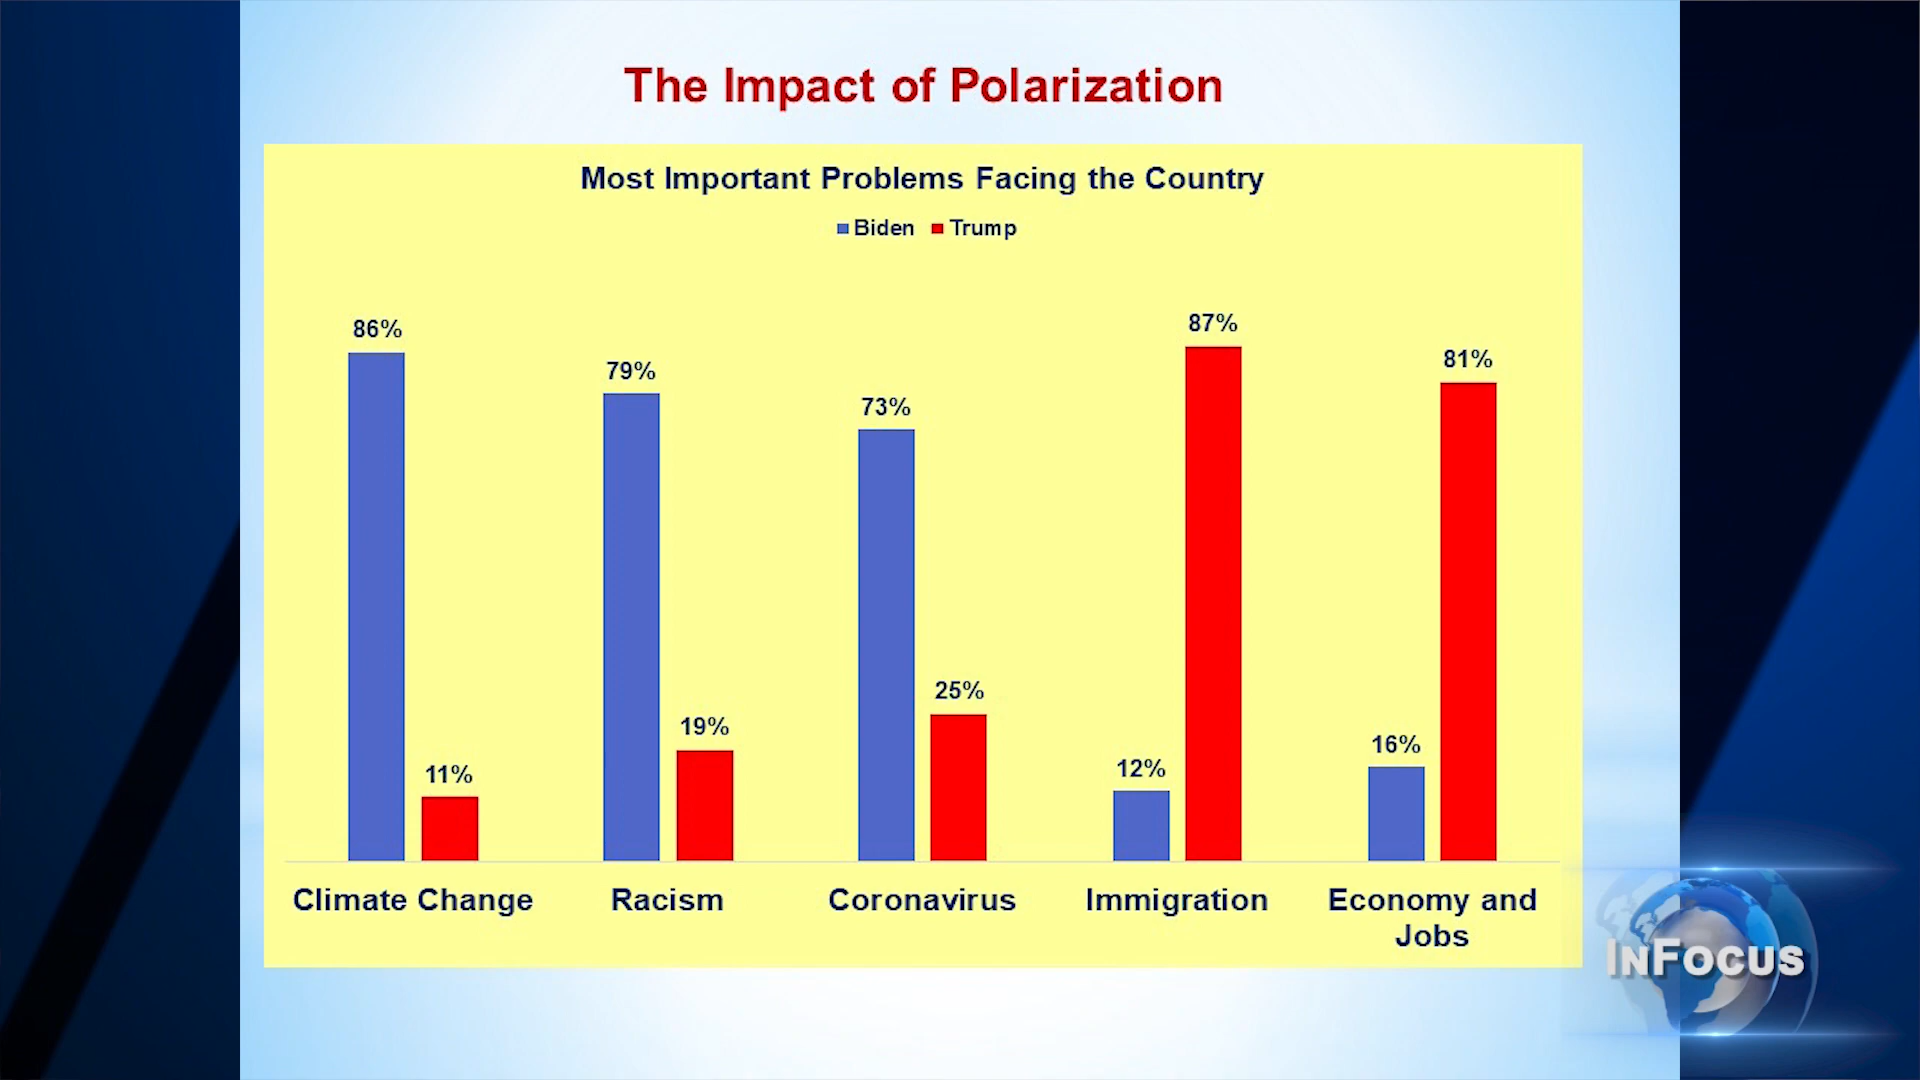 The Impact of Polarization
Most Important Problems Facing the Country
Biden Trump
86%
11%
79%
19%
73%
25%
12%
87%
16%
81%
Climate Change
Racism
Coronavirus
Immigration
Economy and
Jobs
INFOCUS